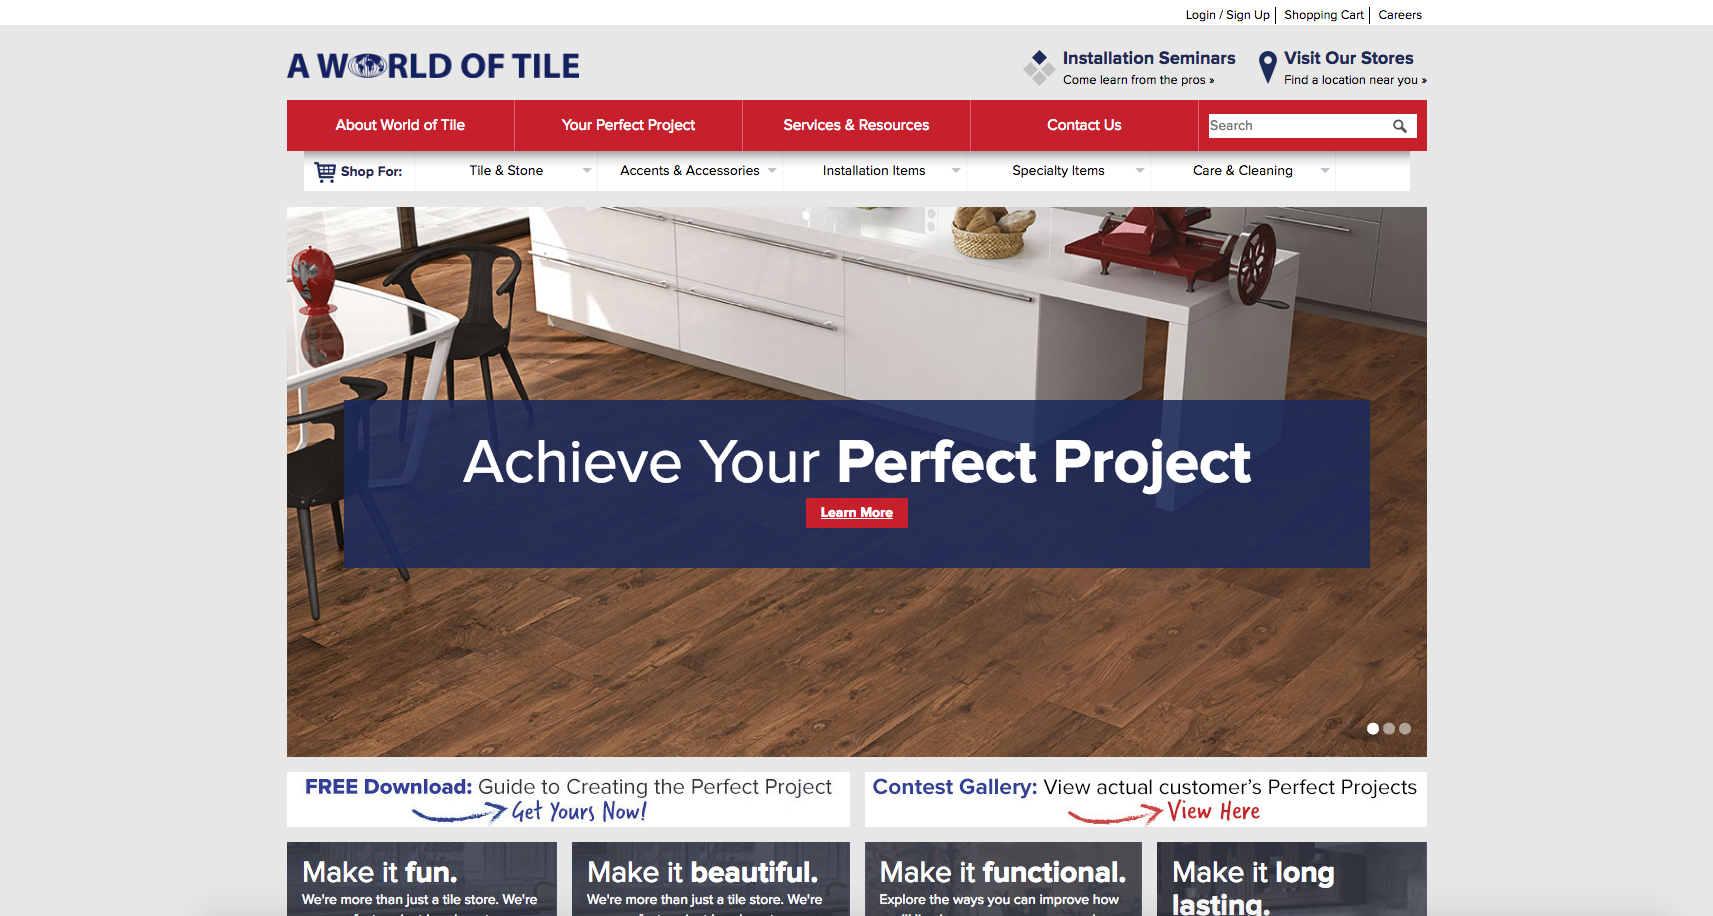 Login / Sign Up
Shopping Cart
Careers
A WORLD OF TILE
Installation Seminars
Come learn from the pros »
Visit Our Stores
Find a location near you »
About World of Tile
Your Perfect Project
Services & Resources
Contact Us
Search
Shop For:
Tile & Stone
Accents & Accessories
Installation Items
Specialty Items
Care & Cleaning
Achieve Your Perfect Project
Learn More
FREE Download: Guide to Creating the Perfect Project
Get Yours Now!
Contest Gallery: View actual customer's Perfect Projects
View Here
Make it fun.
We're more than just a tile store. We're
Make it beautiful.
We're more than just a tile store. We're
Make it functional.
Explore the ways you can improve how
Make it long
lasting.